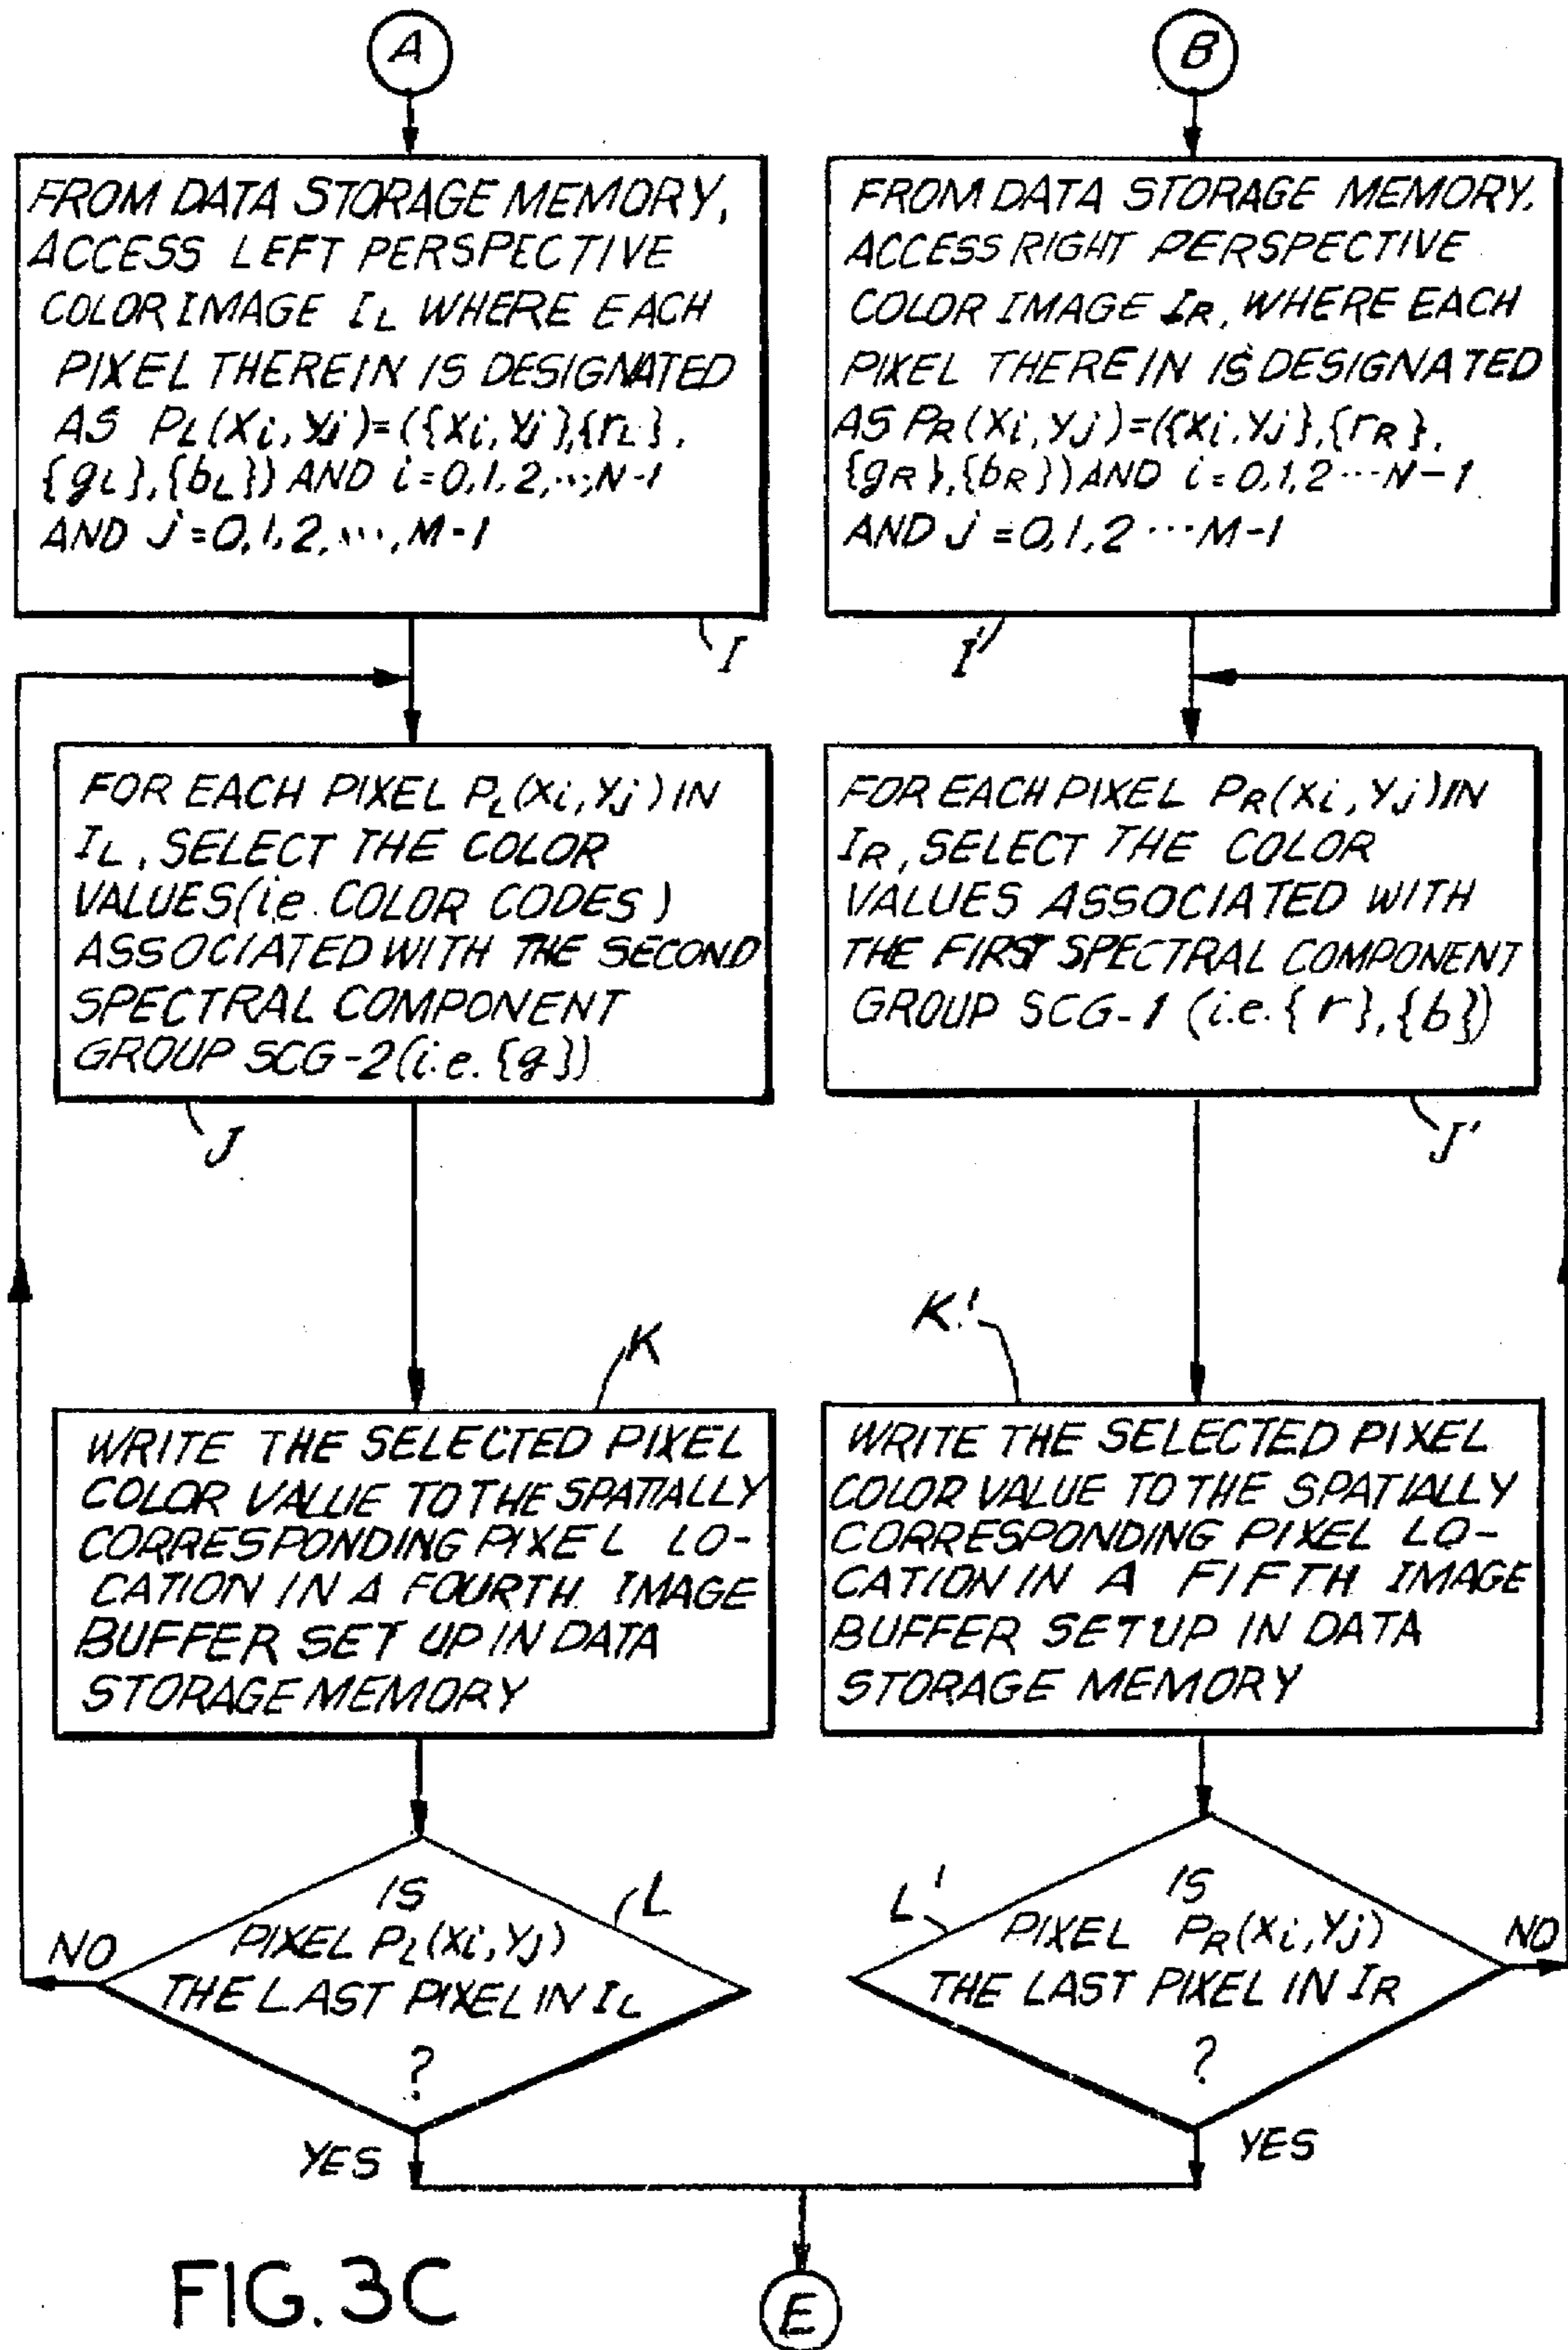 A
FROM DATA STORAGE MEMORY,
ACCESS LEFT PERSPECTIVE
COLOR IMAGE IL WHERE EACH
PIXEL THEREIN IS DESIGNATED
AS PL(Xi,Yj)=({Xi,Yj},{rL},
{gL},{bL}) AND i=0,1,2,...,N-1
AND j=0,1,2,...,M-1
I
FOR EACH PIXEL PL(Xi,Yj) IN
IL, SELECT THE COLOR
VALUES(i.e. COLOR CODES)
ASSOCIATED WITH THE SECOND
SPECTRAL COMPONENT
GROUP SCG-2(i.e. {g})
J
K
WRITE THE SELECTED PIXEL
COLOR VALUE TO THE SPATIALLY
CORRESPONDING PIXEL LO-
CATION IN A FOURTH IMAGE
BUFFER SET UP IN DATA
STORAGE MEMORY
L
IS
PIXEL PL(Xi,Yj)
THE LAST PIXEL IN IL
?
NO
YES
B
FROM DATA STORAGE MEMORY,
ACCESS RIGHT PERSPECTIVE
COLOR IMAGE IR, WHERE EACH
PIXEL THEREIN IS DESIGNATED
AS PR(Xi,Yj)=({Xi,Yj},{rR},
{gR},{bR}) AND i=0,1,2...N-1
AND j=0,1,2...M-1
I'
FOR EACH PIXEL PR(Xi,Yj) IN
IR, SELECT THE COLOR
VALUES ASSOCIATED WITH
THE FIRST SPECTRAL COMPONENT
GROUP SCG-1 (i.e. {r},{b})
J'
K'
WRITE THE SELECTED PIXEL
COLOR VALUE TO THE SPATIALLY
CORRESPONDING PIXEL LO-
CATION IN A FIFTH IMAGE
BUFFER SET UP IN DATA
STORAGE MEMORY
L'
IS
PIXEL PR(Xi,Yj)
THE LAST PIXEL IN IR
?
NO
YES
E
FIG. 3C